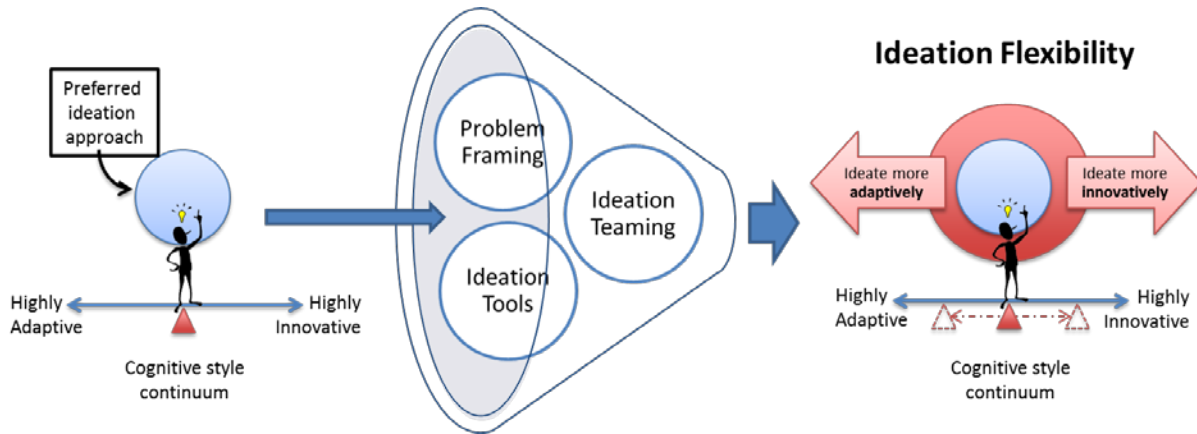 Preferred
ideation
approach
Highly
Adaptive
Highly
Innovative
Cognitive style
continuum
Problem
Framing
Ideation
Teaming
Ideation
Tools
Ideation Flexibility
Ideate more
adaptively
Ideate more
innovatively
Highly
Adaptive
Highly
Innovative
Cognitive style
continuum